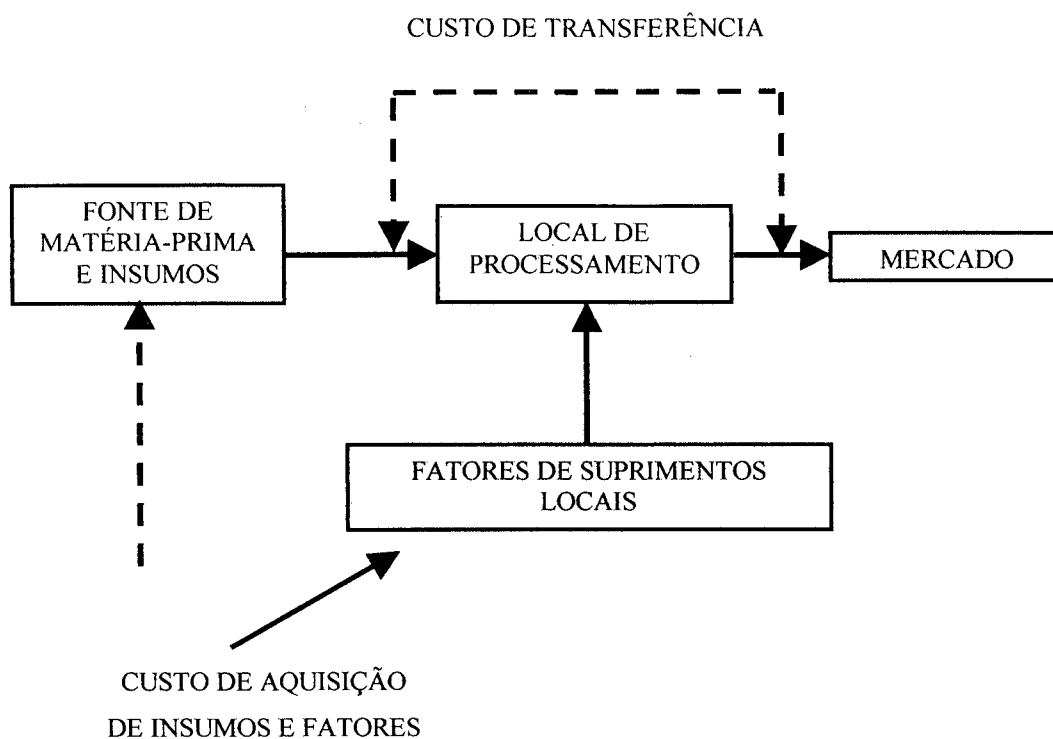 CUSTO DE TRANSFERÊNCIA
FONTE DE
MATÉRIA-PRIMA
E INSUMOS
LOCAL DE
PROCESSAMENTO
MERCADO
FATORES DE SUPRIMENTOS
LOCAIS
CUSTO DE AQUISIÇÃO
DE INSUMOS E FATORES